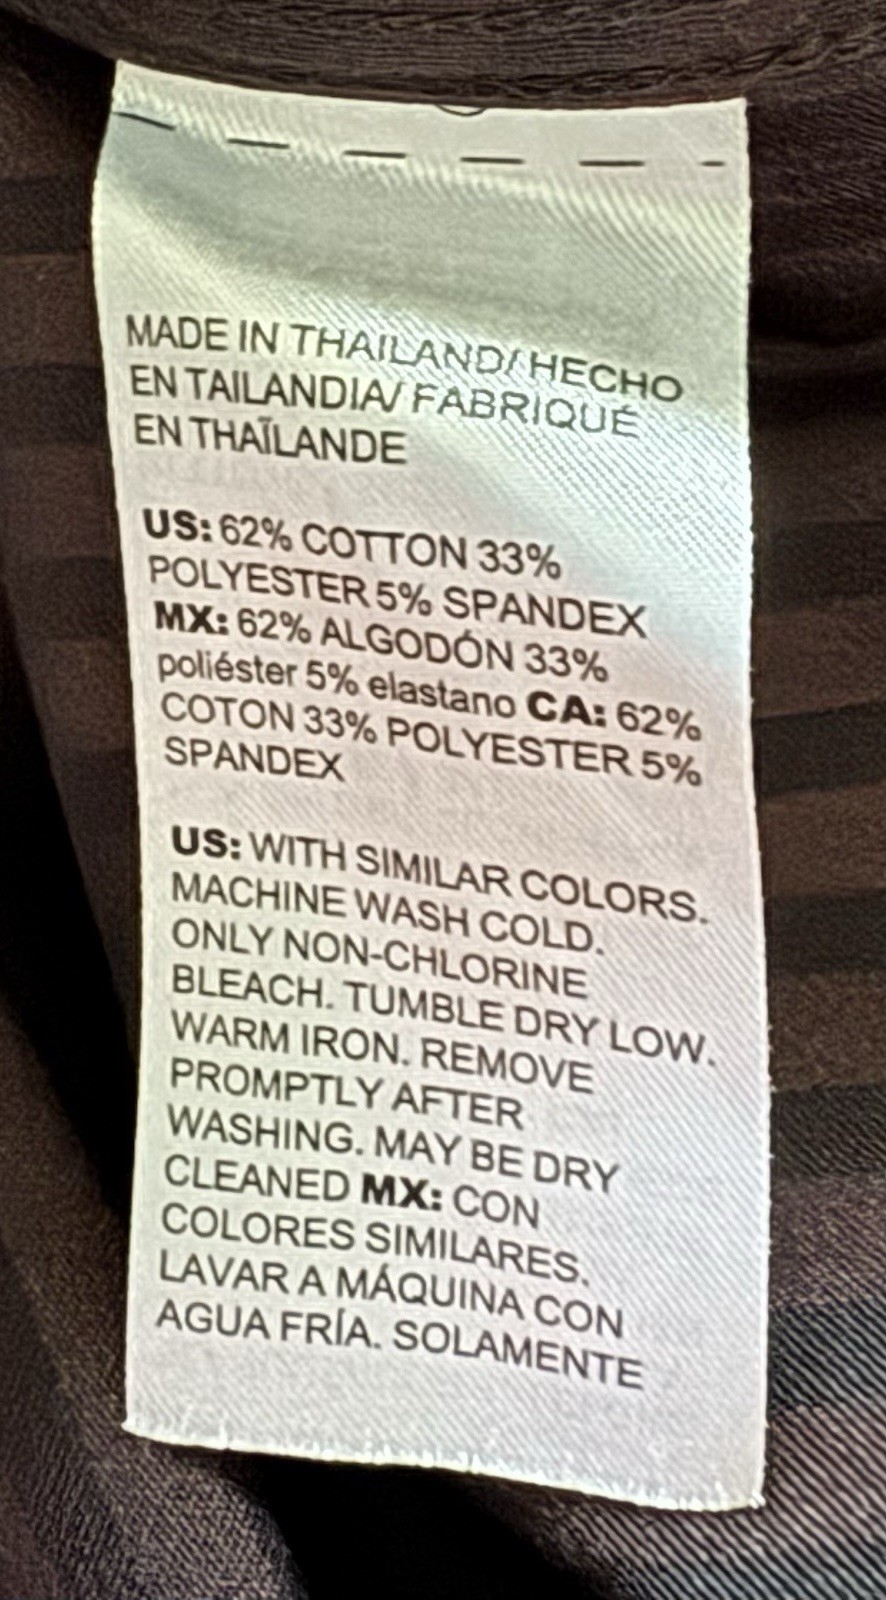 MADE IN THAILAND/ HECHO
EN TAILANDIA/ FABRIQUÉ
EN THAÏLANDE
US: 62% COTTON 33%
POLYESTER 5% SPANDEX
MX: 62% ALGODÓN 33%
poliéster 5% elastano CA: 62%
COTON 33% POLYESTER 5%
SPANDEX
US: WITH SIMILAR COLORS.
MACHINE WASH COLD.
ONLY NON-CHLORINE
BLEACH. TUMBLE DRY LOW.
WARM IRON. REMOVE
PROMPTLY AFTER
WASHING. MAY BE DRY
CLEANED MX: CON
COLORES SIMILARES.
LAVAR A MÁQUINA CON
AGUA FRÍA. SOLAMENTE